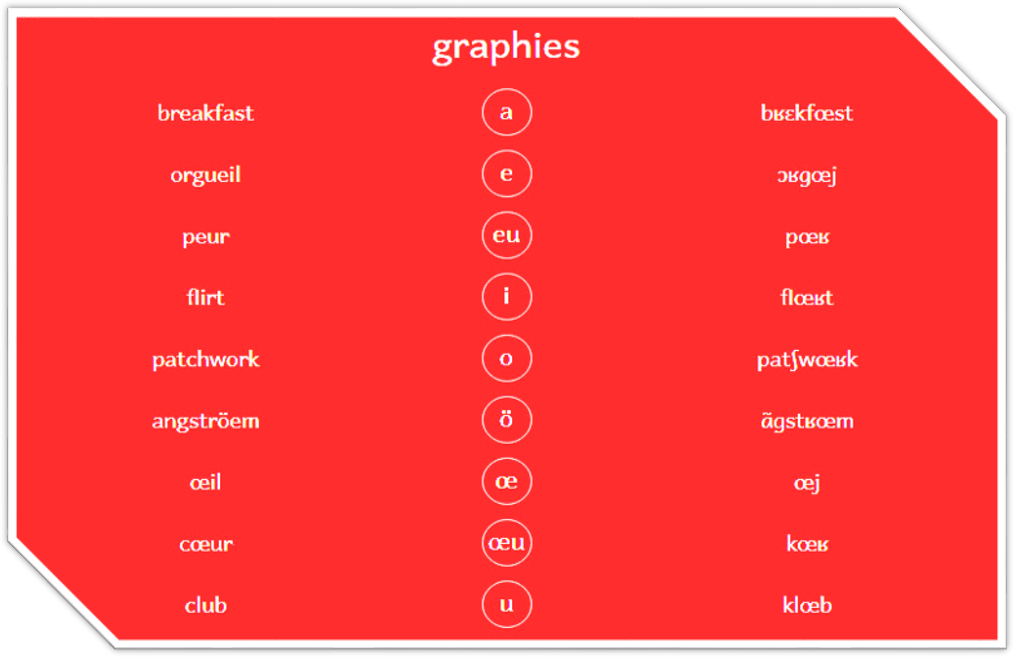 graphies
breakfast a bʁɛkfœst
orgueil e ɔʁgœj
peur eu pœʁ
flirt i flœʁt
patchwork o patʃwœʁk
angströem ö ãgstʁœm
œil œ œj
cœur œu kœʁ
club u klœb